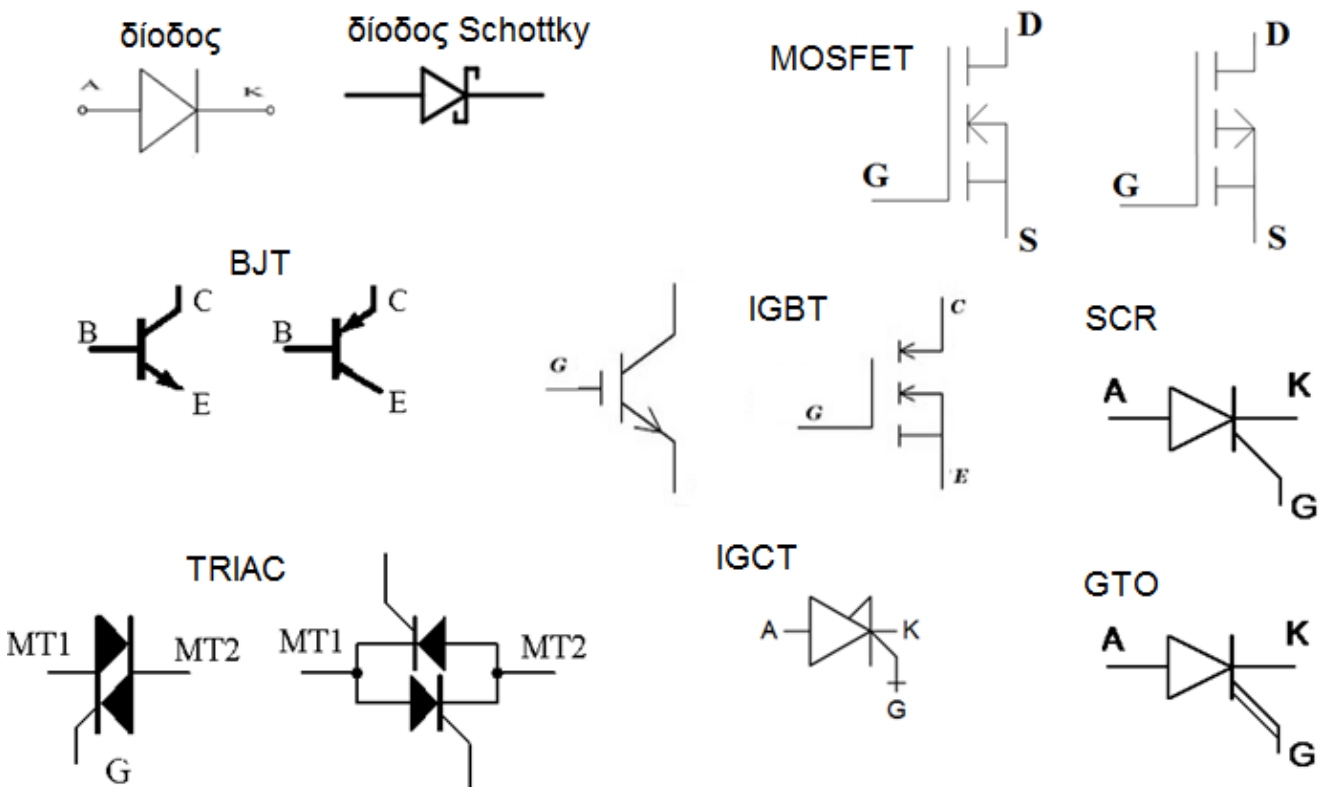 δίοδος
A
K
δίοδος Schottky
MOSFET
D
G
S
D
G
S
BJT
B
C
E
B
C
E
G
IGBT
C
G
E
SCR
A
K
G
TRIAC
MT1
MT2
G
MT1
MT2
IGCT
A
K
G
GTO
A
K
G